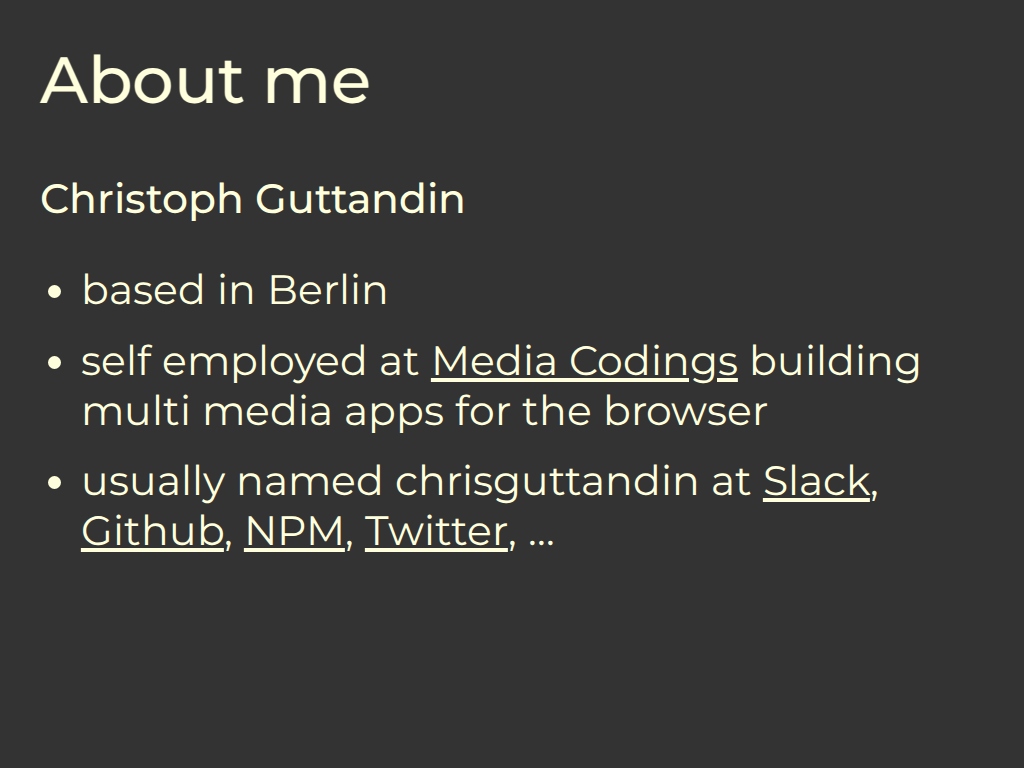 About me
Christoph Guttandin
• based in Berlin
• self employed at Media Codings building
multi media apps for the browser
• usually named chrisguttandin at Slack,
Github, NPM, Twitter, ...